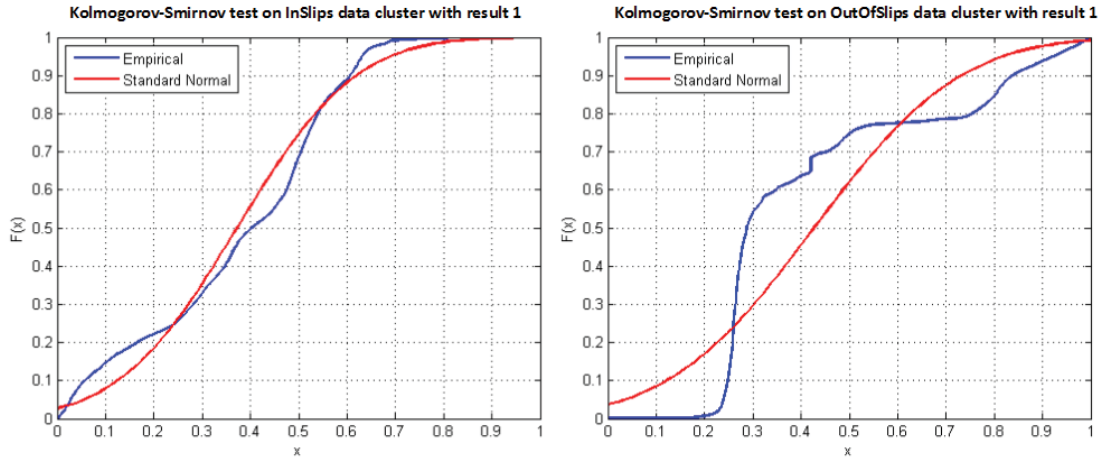 Kolmogorov-Smirnov test on InSlips data cluster with result 1
1
0.9
0.8
0.7
0.6
0.5
0.4
0.3
0.2
0.1
0
F(x)
Empirical
Standard Normal
0 0.1 0.2 0.3 0.4 0.5 0.6 0.7 0.8 0.9 1
x
Kolmogorov-Smirnov test on OutOfSlips data cluster with result 1
1
0.9
0.8
0.7
0.6
0.5
0.4
0.3
0.2
0.1
0
F(x)
Empirical
Standard Normal
0 0.1 0.2 0.3 0.4 0.5 0.6 0.7 0.8 0.9 1
x